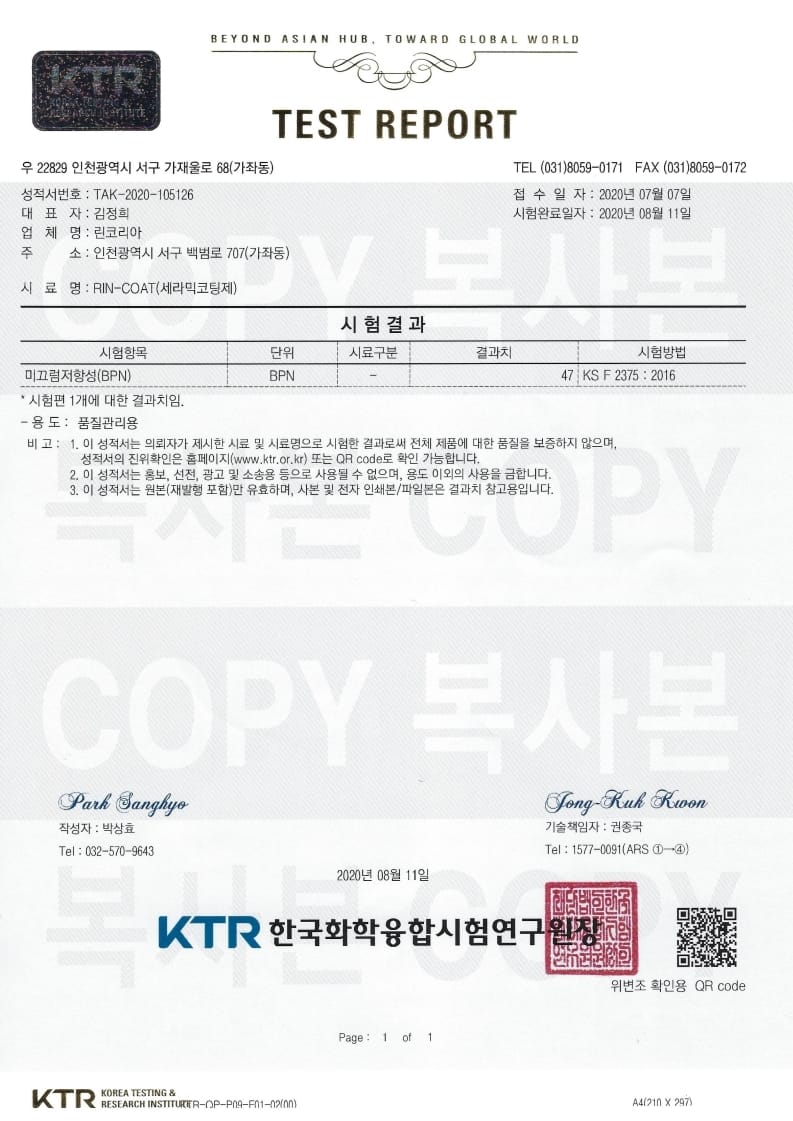 BEYOND ASIAN HUB, TOWARD GLOBAL WORLD
KTR
KOREA TESTING &
RESEARCH INSTITUTE
TEST REPORT
우 22829 인천광역시 서구 가재울로 68(가좌동) TEL (031)8059-0171 FAX (031)8059-0172
성적서번호 : TAK-2020-105126 접 수 일 자 : 2020년 07월 07일
대 표 자 : 김정희 시험완료일자 : 2020년 08월 11일
업 체 명 : 린코리아
주 소 : 인천광역시 서구 백범로 707(가좌동)
COPY 복사본
시 료 명 : RIN-COAT(세라믹코팅제)
시 험 결 과
시험항목 단위 시료구분 결과치 시험방법
미끄럼저항성(BPN) BPN - 47 KS F 2375 : 2016
* 시험편 1개에 대한 결과치임.
- 용 도 : 품질관리용
비 고 : 1. 이 성적서는 의뢰자가 제시한 시료 및 시료명으로 시험한 결과로써 전체 제품에 대한 품질을 보증하지 않으며,
성적서의 진위확인은 홈페이지(www.ktr.or.kr) 또는 QR code로 확인 가능합니다.
2. 이 성적서는 홍보, 선전, 광고 및 소송용 등으로 사용될 수 없으며, 용도 이외의 사용을 금합니다.
3. 이 성적서는 원본(재발행 포함)만 유효하며, 사본 및 전자 인쇄본/파일본은 결과치 참고용입니다.
복사본 COPY
COPY 복사본
Park Sanghyo Jong-Kuk Kwon
작성자 : 박상효 기술책임자 : 권종국
Tel : 032-570-9643 Tel : 1577-0091(ARS ①→④)
2020년 08월 11일
복사본 COPY
KTR 한국화학융합시험연구원장
위변조 확인용 QR code
Page : 1 of 1
KTR KOREA TESTING &
RESEARCH INSTITUTE KTR-QP-P09-F01-02(00) A4(210 X 297)